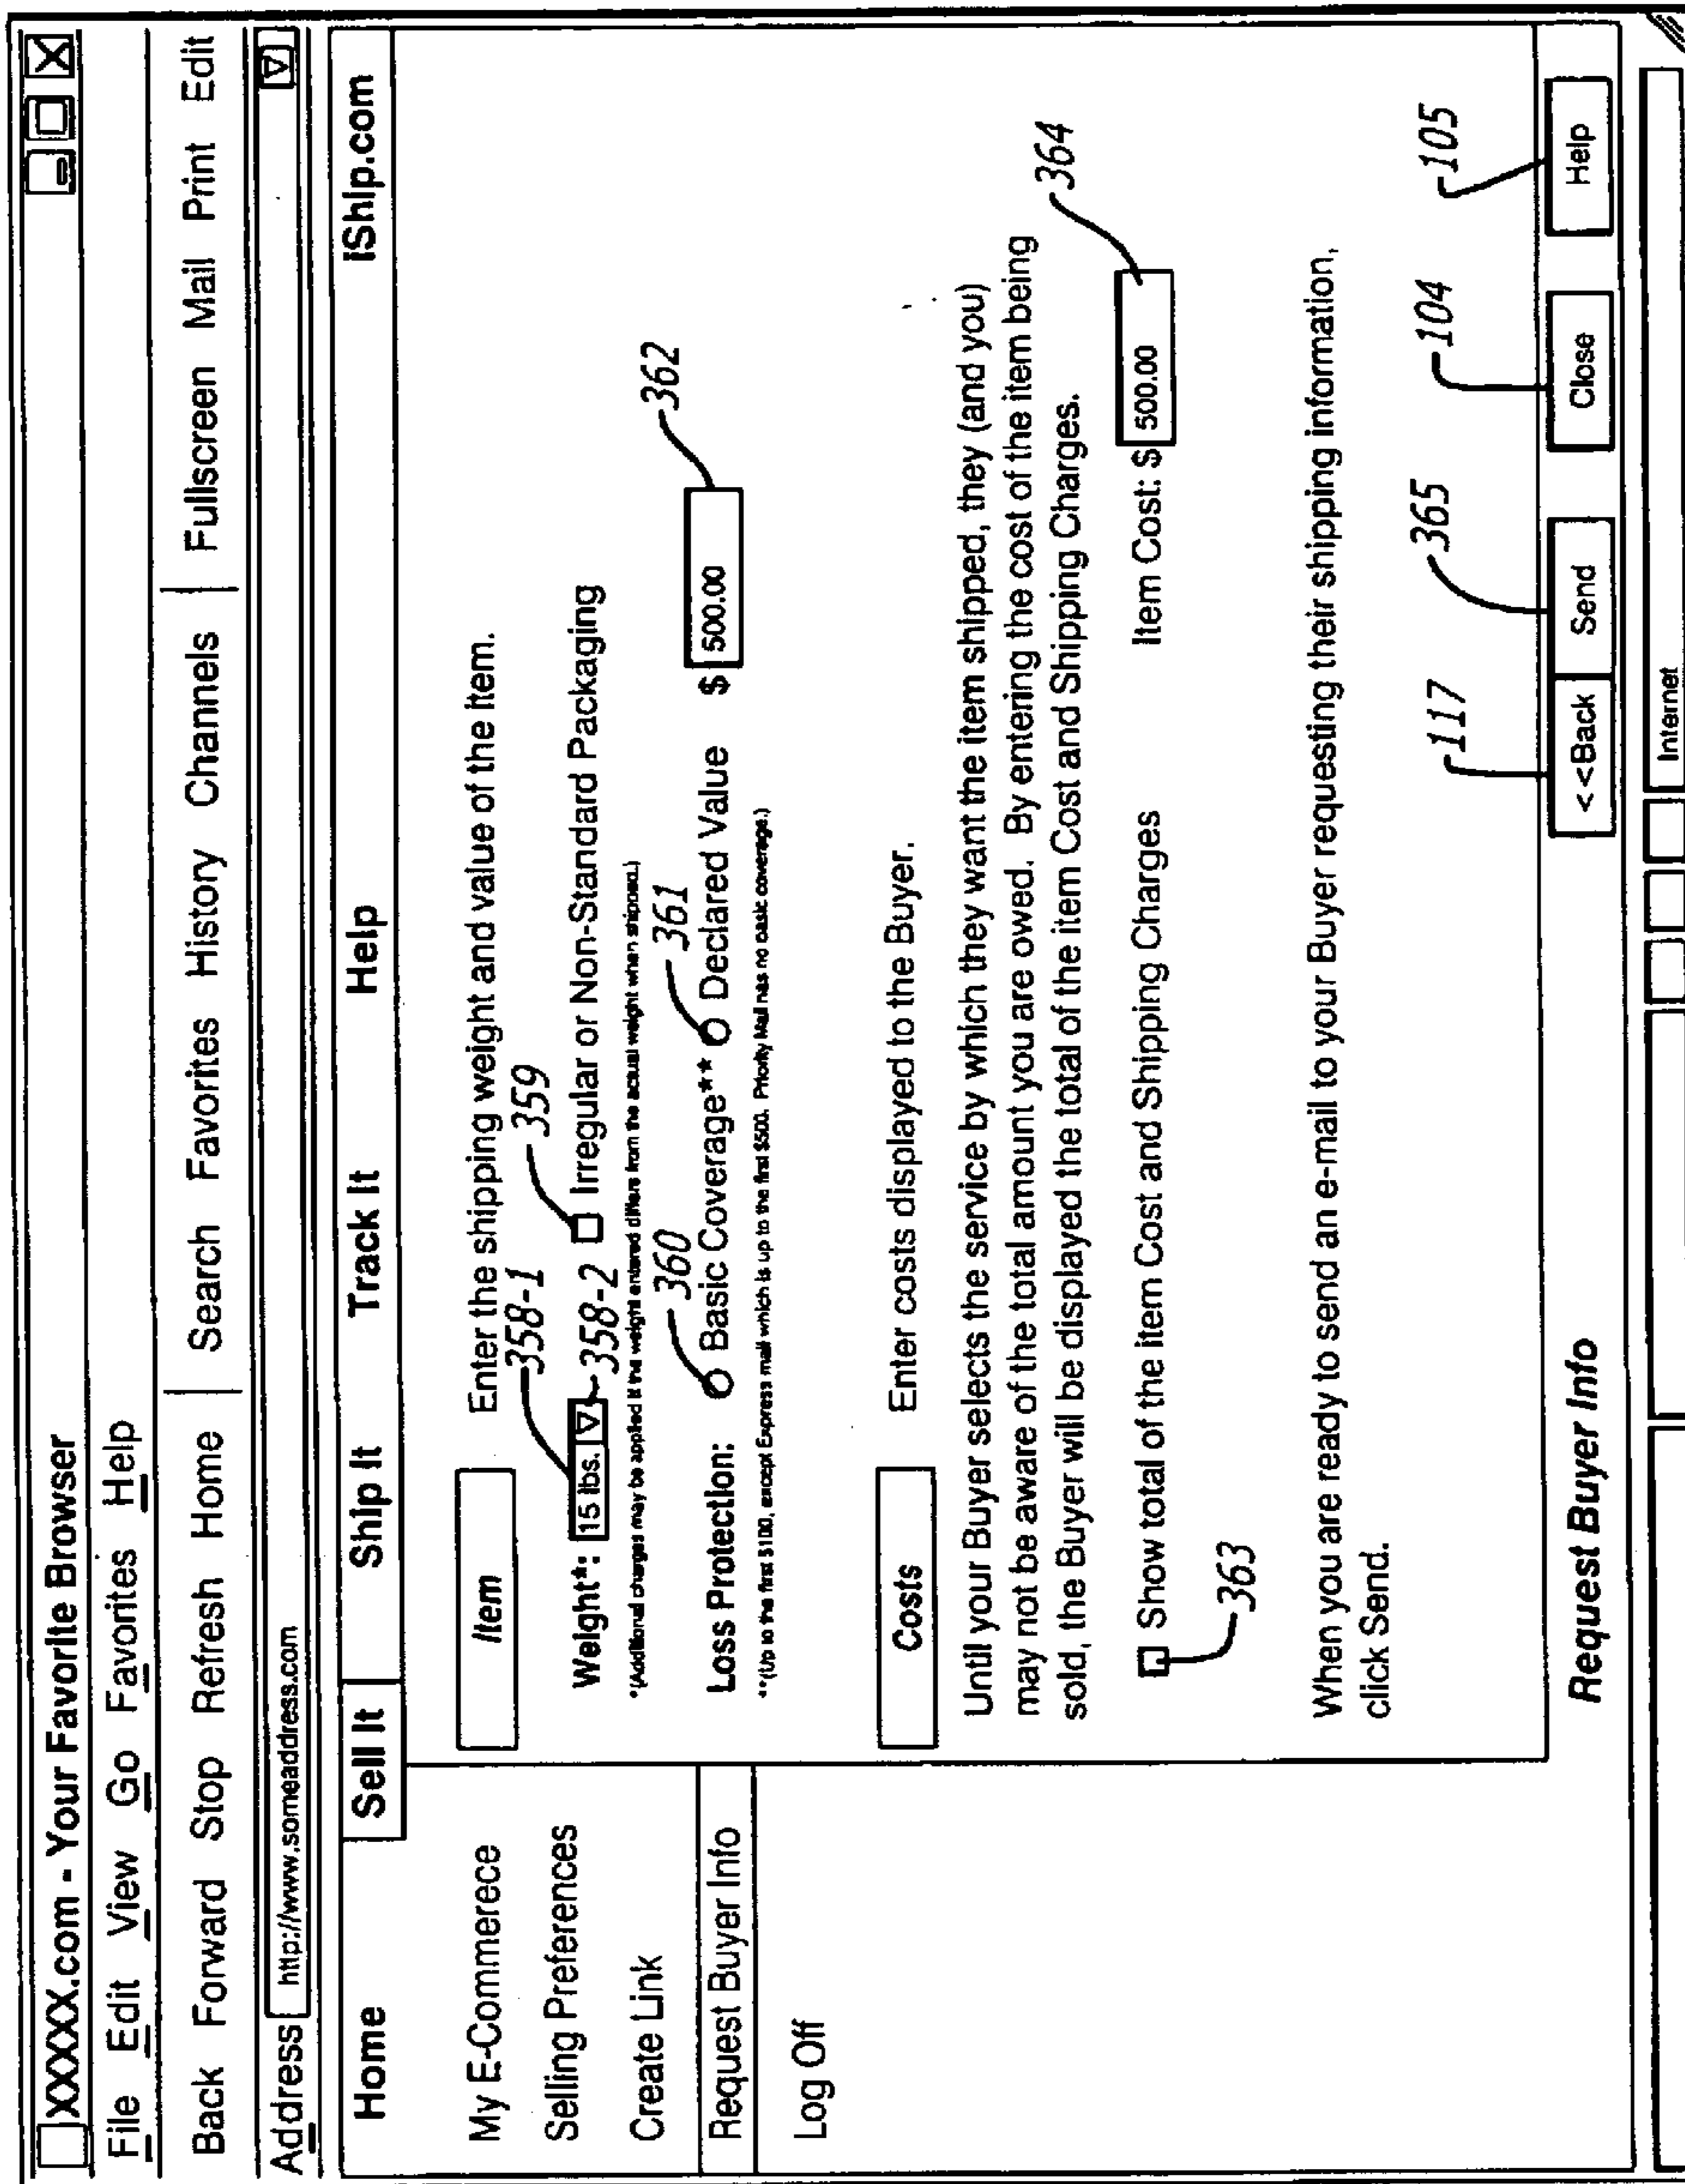 XXXXX.com - Your Favorite Browser
File Edit View Go Favorites Help
Back Forward Stop Refresh Home Search Favorites History Channels Fullscreen Mail Print Edit
Address http://www.someaddress.com
Home Sell It Ship It Track It Help iShip.com
My E-Commerece
Selling Preferences
Create Link
Request Buyer Info
Log Off
Item Enter the shipping weight and value of the item.
358-1 359
Weight*: 15 lbs. 358-2 Irregular or Non-Standard Packaging
*(Additional charges may be applied if the weight entered differs from the actual weight when shipped.)
360 361 362
Loss Protection: Basic Coverage** Declared Value $ 500.00
**(Up to the first $100, except Express mail which is up to the first $500. Priority Mail has no basic coverage.)
Costs Enter costs displayed to the Buyer.
Until your Buyer selects the service by which they want the item shipped, they (and you)
may not be aware of the total amount you are owed. By entering the cost of the item being
sold, the Buyer will be displayed the total of the item Cost and Shipping Charges.
364
Show total of the item Cost and Shipping Charges Item Cost: $ 500.00
363
When you are ready to send an e-mail to your Buyer requesting their shipping information,
click Send.
117 365 104 105
Request Buyer Info <<Back Send Close Help
Internet